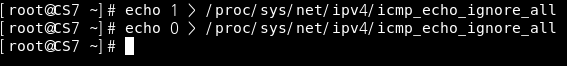 [root@CS7 ~]# echo 1 > /proc/sys/net/ipv4/icmp_echo_ignore_all
[root@CS7 ~]# echo 0 > /proc/sys/net/ipv4/icmp_echo_ignore_all
[root@CS7 ~]#